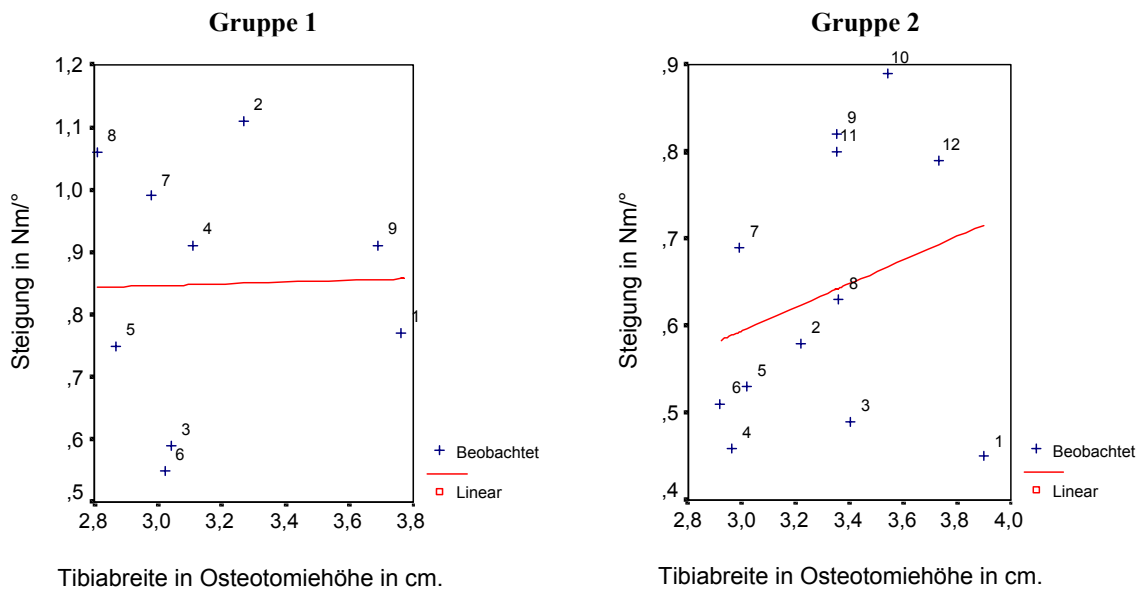 Gruppe 1
1,2
1,1
1,0
,9
,8
,7
,6
,5
2,8 3,0 3,2 3,4 3,6 3,8
8
2
7
4
9
5
1
3
6
Steigung in Nm/°
Tibiabreite in Osteotomiehöhe in cm.
Beobachtet
Linear
Gruppe 2
,9
,8
,7
,6
,5
,4
2,8 3,0 3,2 3,4 3,6 3,8 4,0
10
9
11
12
7
8
2
5
6
3
4
1
Steigung in Nm/°
Tibiabreite in Osteotomiehöhe in cm.
Beobachtet
Linear